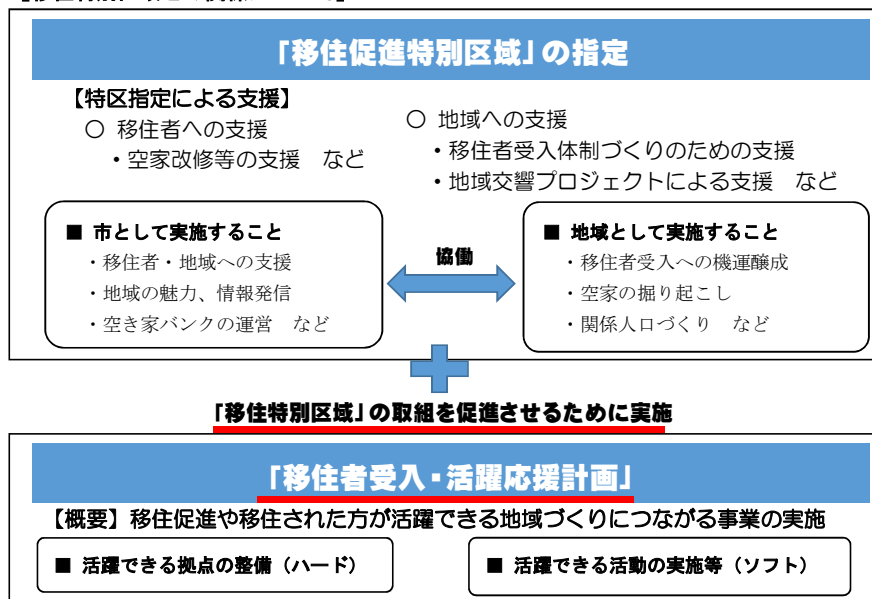 「移住促進特別区域」の指定
【特区指定による支援】
○ 移住者への支援
・空家改修等の支援　など
○ 地域への支援
・移住者受入体制づくりのための支援
・地域交響プロジェクトによる支援　など
■ 市として実施すること
・移住者・地域への支援
・地域の魅力、情報発信
・空き家バンクの運営　など
協働
■ 地域として実施すること
・移住者受入への機運醸成
・空家の掘り起こし
・関係人口づくり　など
「移住特別区域」の取組を促進させるために実施
「移住者受入・活躍応援計画」
【概要】移住促進や移住された方が活躍できる地域づくりにつながる事業の実施
■ 活躍できる拠点の整備（ハード）
■ 活躍できる活動の実施等（ソフト）